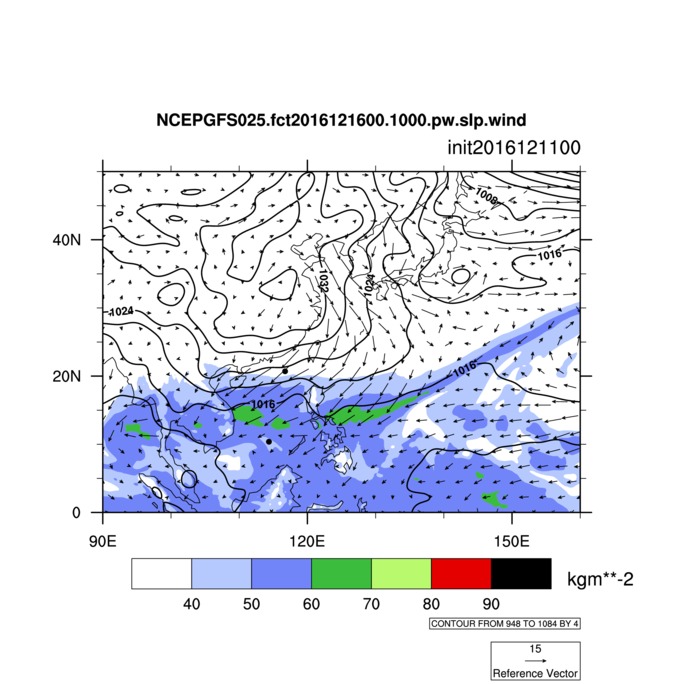 NCEPGFS025.fct2016121600.1000.pw.slp.wind
init2016121100
1008
40N
1016
1032
1024
1024
20N
1016
1016
0
90E 120E 150E
kgm**-2
40 50 60 70 80 90
CONTOUR FROM 948 TO 1084 BY 4
15
Reference Vector